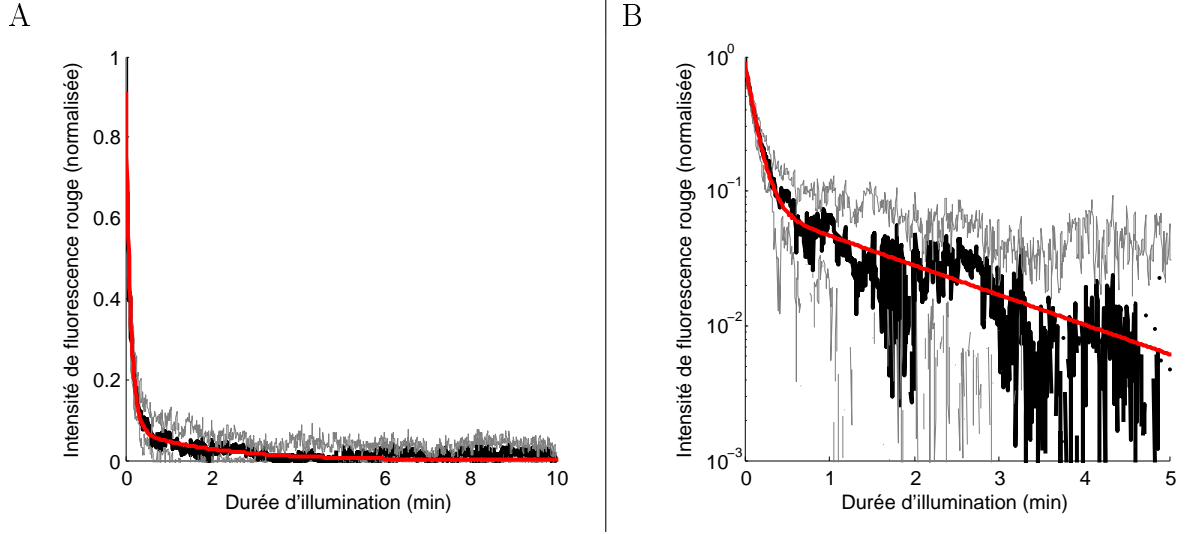 A
Intensité de fluorescence rouge (normalisée)
1
0.8
0.6
0.4
0.2
0
0 2 4 6 8 10
Durée d'illumination (min)
B
Intensité de fluorescence rouge (normalisée)
10^0
10^−1
10^−2
10^−3
0 1 2 3 4 5
Durée d'illumination (min)